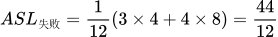 ASL失败 = 1/12 (3 × 4 + 4 × 8) = 44/12